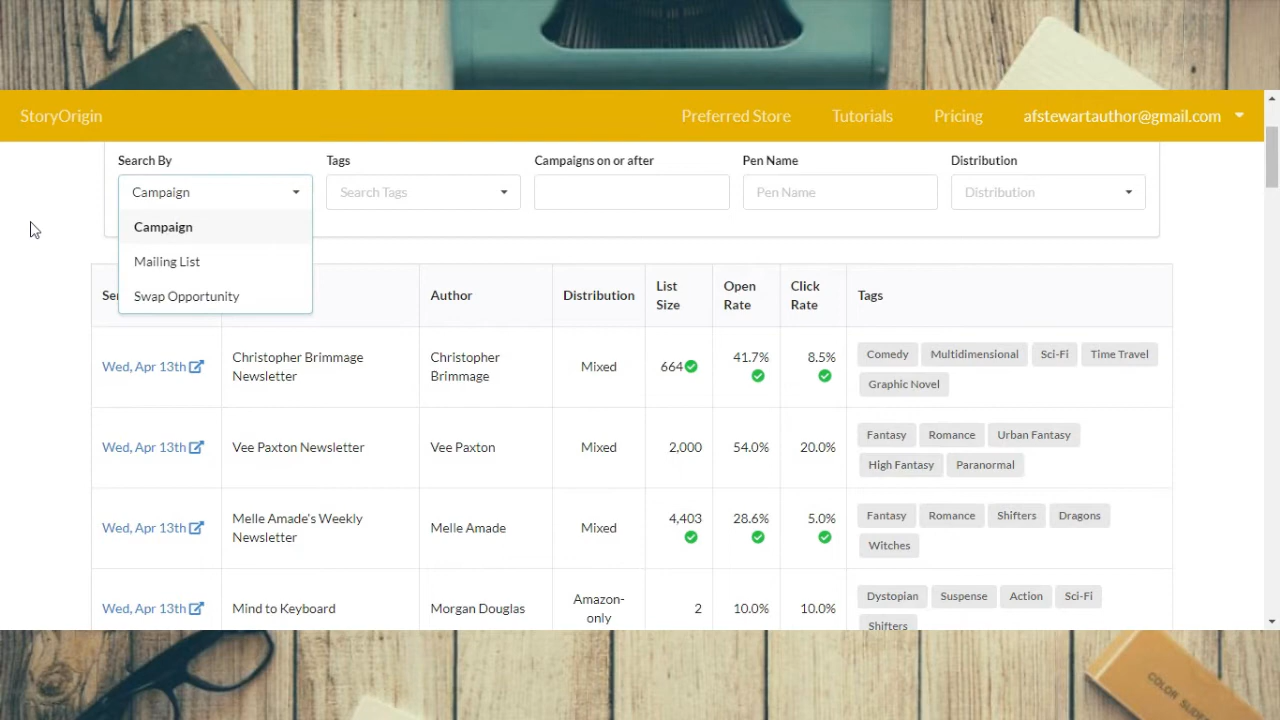 StoryOrigin
Preferred Store
Tutorials
Pricing
afstewartauthor@gmail.com
Search By
Tags
Campaigns on or after
Pen Name
Distribution
Campaign
Search Tags
Pen Name
Distribution
Campaign
Mailing List
Swap Opportunity
Author
Distribution
List
Size
Open
Rate
Click
Rate
Tags
Wed, Apr 13th
Christopher Brimmage
Newsletter
Christopher
Brimmage
Mixed
664
41.7%
8.5%
Comedy
Multidimensional
Sci-Fi
Time Travel
Graphic Novel
Wed, Apr 13th
Vee Paxton Newsletter
Vee Paxton
Mixed
2,000
54.0%
20.0%
Fantasy
Romance
Urban Fantasy
High Fantasy
Paranormal
Wed, Apr 13th
Melle Amade's Weekly
Newsletter
Melle Amade
Mixed
4,403
28.6%
5.0%
Fantasy
Romance
Shifters
Dragons
Witches
Wed, Apr 13th
Mind to Keyboard
Morgan Douglas
Amazon-
only
2
10.0%
10.0%
Dystopian
Suspense
Action
Sci-Fi
Shifters